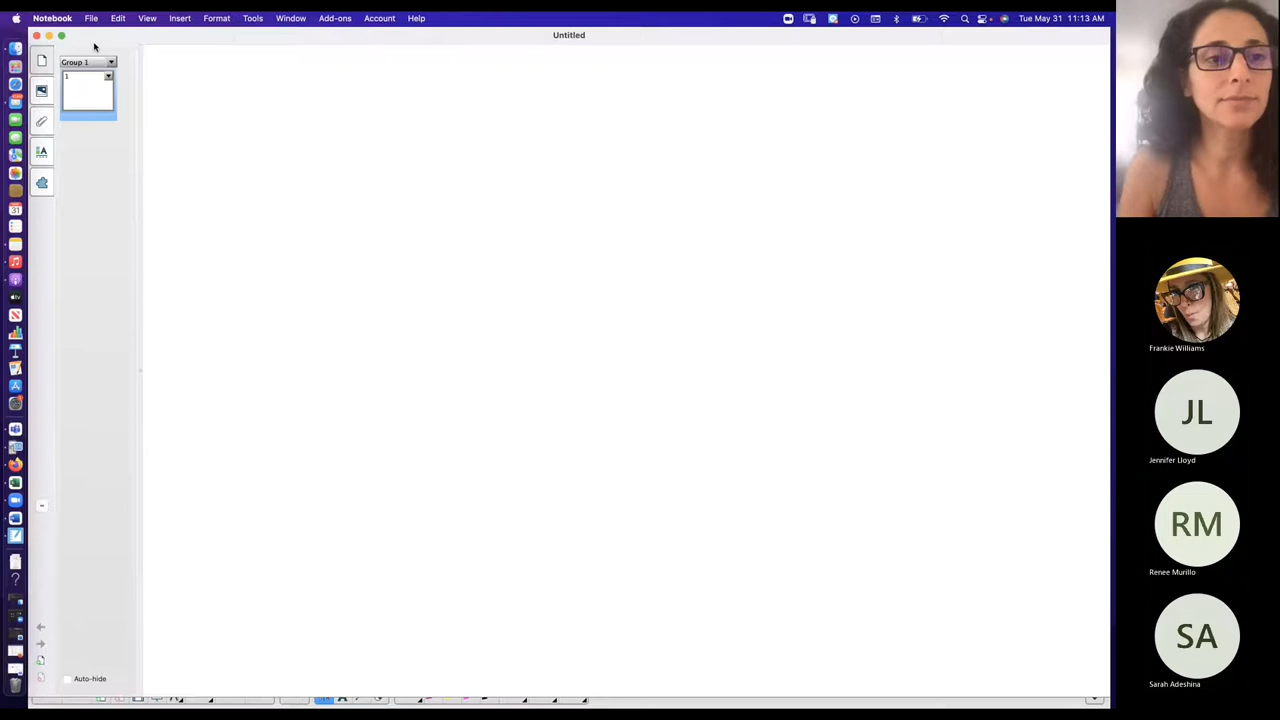 Notebook File Edit View Insert Format Tools Window Add-ons Account Help Tue May 31 11:13 AM
Untitled
Group 1
1
31
Auto-hide
Frankie Williams
JL
Jennifer Lloyd
RM
Renee Murillo
SA
Sarah Adeshina